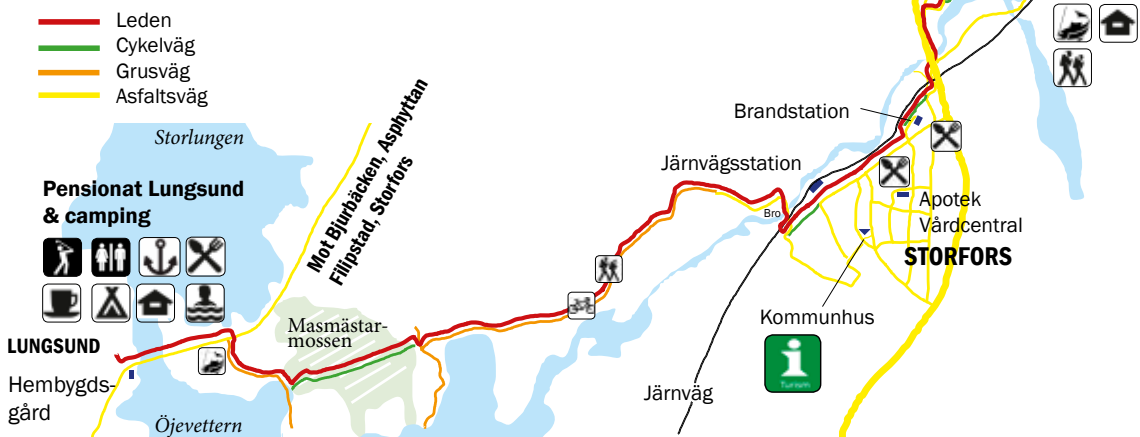 Leden
Cykelväg
Grusväg
Asfaltsväg
Storlungen
Pensionat Lungsund
& camping
Mot Bjurbäcken, Asphyttan
Filipstad, Storfors
Masmästar-
mossen
LUNGSUND
Hembygds-
gård
Öjevettern
Brandstation
Järnvägsstation
Bro
Apotek
Vårdcentral
STORFORS
Kommunhus
i
Turism
Järnväg